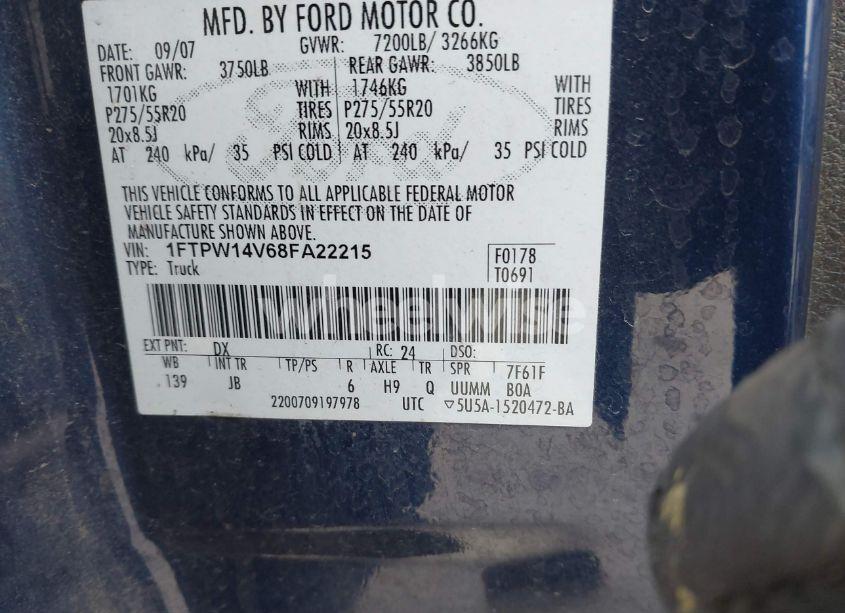 MFD. BY FORD MOTOR CO.
DATE: 09/07 GVWR: 7200LB/ 3266KG
FRONT GAWR: 3750LB REAR GAWR: 3850LB
1701KG WITH 1746KG WITH
P275/55R20 TIRES P275/55R20 TIRES
20x8.5J RIMS 20x8.5J RIMS
AT 240 kPa/ 35 PSI COLD AT 240 kPa/ 35 PSI COLD
THIS VEHICLE CONFORMS TO ALL APPLICABLE FEDERAL MOTOR
VEHICLE SAFETY STANDARDS IN EFFECT ON THE DATE OF
MANUFACTURE SHOWN ABOVE.
VIN: 1FTPW14V68FA22215 F0178
TYPE: Truck T0691
wheelwise
EXT PNT: DX RC: 24 DSO:
WB INT TR TP/PS R AXLE TR SPR 7F61F
139 JB 6 H9 Q UUMM BOA
2200709197978 UTC ▽5U5A-1520472-BA
Ford